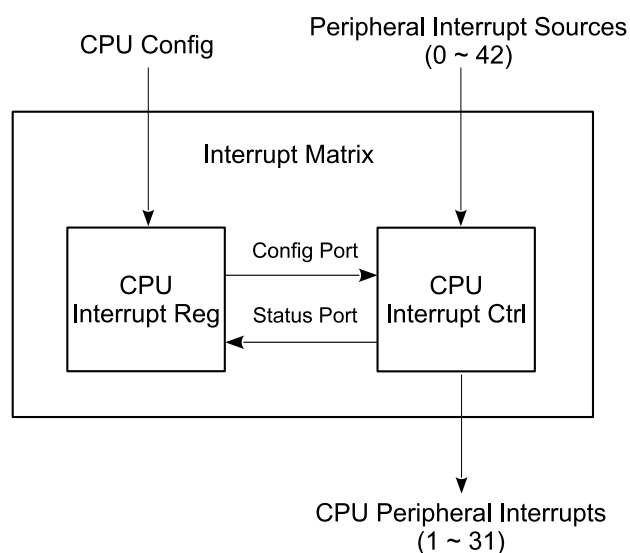 CPU Config
Peripheral Interrupt Sources
(0 ~ 42)
Interrupt Matrix
CPU
Interrupt Reg
Config Port
Status Port
CPU
Interrupt Ctrl
CPU Peripheral Interrupts
(1 ~ 31)